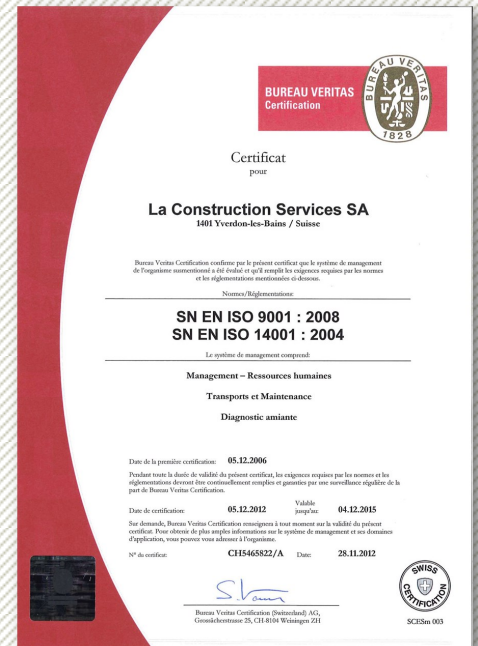 BUREAU VERITAS
Certification
BUREAU VERITAS
1828
Certificat
pour
La Construction Services SA
1401 Yverdon-les-Bains / Suisse
Bureau Veritas Certification confirme par le présent certificat que le système de management
de l'organisme susmentionné a été évalué et qu'il remplit les exigences requises par les normes
et les réglementations mentionnées ci-dessous.
Normes/Réglementations:
SN EN ISO 9001 : 2008
SN EN ISO 14001 : 2004
Le système de management comprend:
Management – Ressources humaines
Transports et Maintenance
Diagnostic amiante
Date de la première certification: 05.12.2006
Pendant toute la durée de validité du présent certificat, les exigences requises par les normes et les
réglementations devront être continuellement remplies et garanties par une surveillance régulière de la
part de Bureau Veritas Certification.
Date de certification: 05.12.2012 Valable jusqu'au: 04.12.2015
Sur demande, Bureau Veritas Certification renseignera à tout moment sur la validité du présent
certificat. Pour obtenir de plus amples informations sur le système de management et ses domaines
d'application, vous pouvez vous adresser à l'organisme.
N° du certificat: CH5465822/A Date: 28.11.2012
Bureau Veritas Certification (Switzerland) AG,
Grossächerstrasse 25, CH-8104 Weiningen ZH
SWISS
CERTIFICATION
SCESm 003